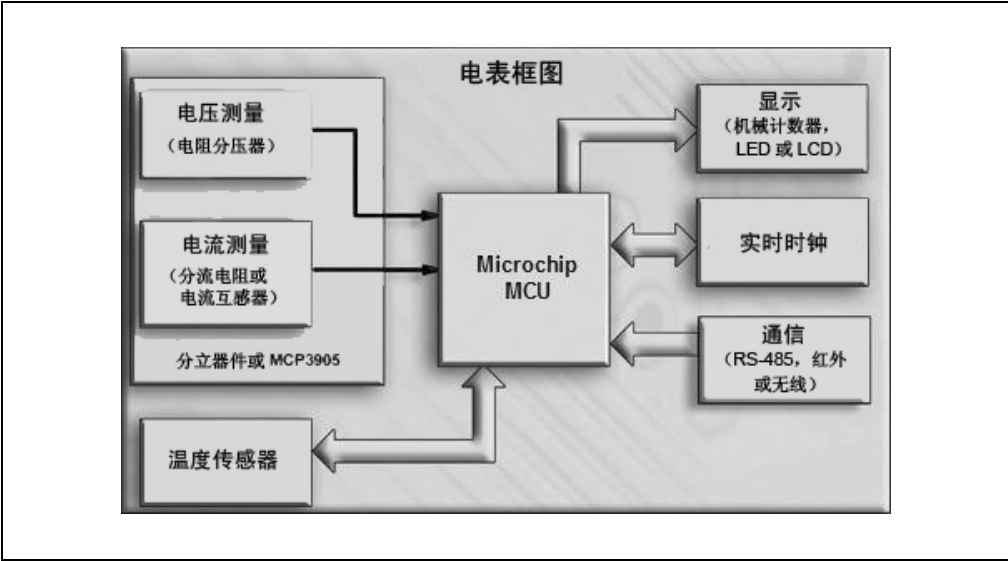 电表框图
电压测量
（电阻分压器）
电流测量
（分流电阻或
电流互感器）
分立器件或 MCP3905
温度传感器
Microchip
MCU
显示
（机械计数器，
LED 或 LCD）
实时时钟
通信
（RS-485，红外
或无线）